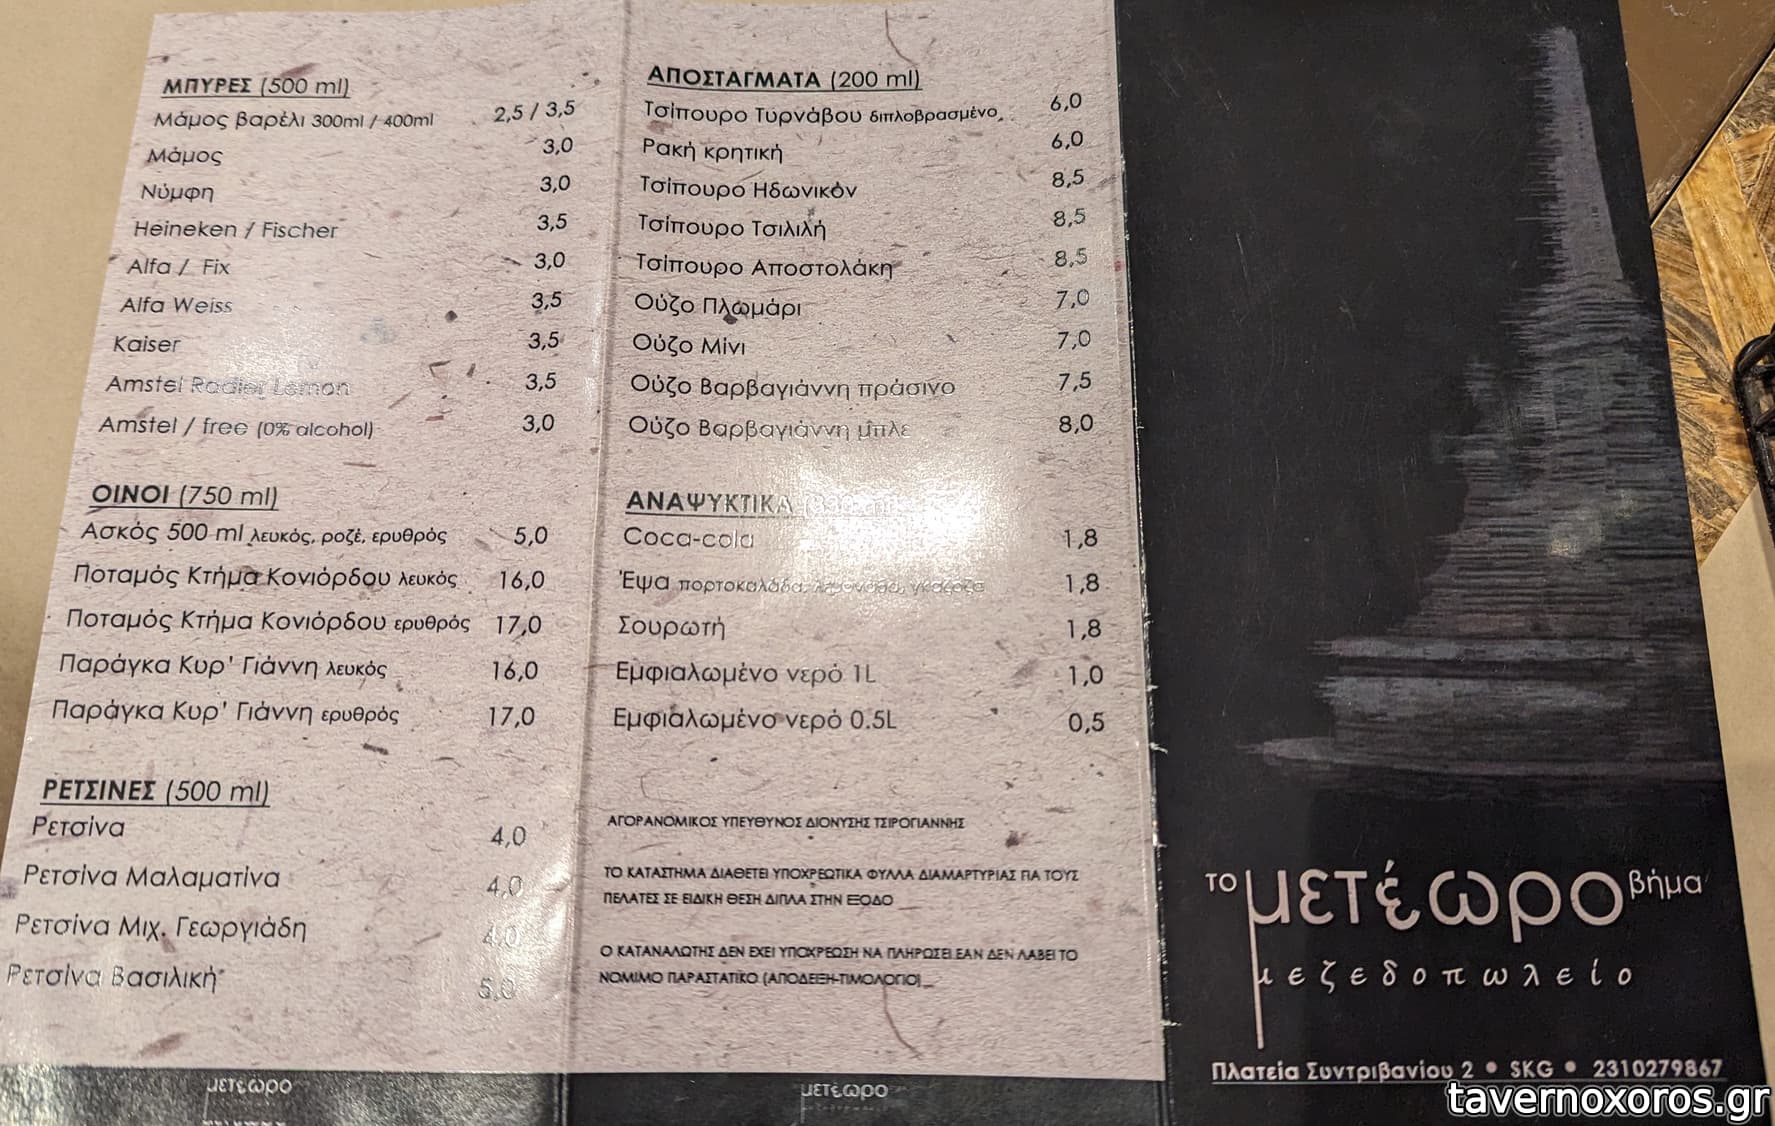 ΜΠΥΡΕΣ (500 ml)
Μάμος βαρέλι 300ml / 400ml 2,5 / 3,5
Μάμος 3,0
Νύμφη 3,0
Heineken / Fischer 3,5
Alfa / Fix 3,0
Alfa Weiss 3,5
Kaiser 3,5
Amstel Radler Lemon 3,5
Amstel / free (0% alcohol) 3,0
ΟΙΝΟΙ (750 ml)
Ασκός 500 ml λευκός, ροζέ, ερυθρός 5,0
Ποταμός Κτήμα Κονιόρδου λευκός 16,0
Ποταμός Κτήμα Κονιόρδου ερυθρός 17,0
Παράγκα Κυρ' Γιάννη λευκός 16,0
Παράγκα Κυρ' Γιάννη ερυθρός 17,0
ΡΕΤΣΙΝΕΣ (500 ml)
Ρετσίνα 4,0
Ρετσίνα Μαλαματίνα 4,0
Ρετσίνα Μιχ. Γεωργιάδη 4,0
Ρετσίνα Βασιλική 5,0
μετέωρο
ΑΠΟΣΤΑΓΜΑΤΑ (200 ml)
Τσίπουρο Τυρνάβου διπλοβρασμένο, 6,0
Ρακή κρητική 6,0
Τσίπουρο Ηδωνικόν 8,5
Τσίπουρο Τσιλιλή 8,5
Τσίπουρο Αποστολάκη 8,5
Ούζο Πλωμάρι 7,0
Ούζο Μίνι 7,0
Ούζο Βαρβαγιάννη πράσινο 7,5
Ούζο Βαρβαγιάννη μπλε 8,0
ΑΝΑΨΥΚΤΙΚΑ
Coca-cola 1,8
Έψα πορτοκαλάδα, λεμονάδα, γκαζόζα 1,8
Σουρωτή 1,8
Εμφιαλωμένο νερό 1L 1,0
Εμφιαλωμένο νερό 0.5L 0,5
ΑΓΟΡΑΝΟΜΙΚΟΣ ΥΠΕΥΘΥΝΟΣ ΔΙΟΝΥΣΗΣ ΤΣΙΡΟΓΙΑΝΝΗΣ
ΤΟ ΚΑΤΑΣΤΗΜΑ ΔΙΑΘΕΤΕΙ ΥΠΟΧΡΕΩΤΙΚΑ ΦΥΛΛΑ ΔΙΑΜΑΡΤΥΡΙΑΣ ΓΙΑ ΤΟΥΣ
ΠΕΛΑΤΕΣ ΣΕ ΕΙΔΙΚΗ ΘΕΣΗ ΔΙΠΛΑ ΣΤΗΝ ΕΞΟΔΟ
Ο ΚΑΤΑΝΑΛΩΤΗΣ ΔΕΝ ΕΧΕΙ ΥΠΟΧΡΕΩΣΗ ΝΑ ΠΛΗΡΩΣΕΙ ΕΑΝ ΔΕΝ ΛΑΒΕΙ ΤΟ
ΝΟΜΙΜΟ ΠΑΡΑΣΤΑΤΙΚΟ (ΑΠΟΔΕΙΞΗ-ΤΙΜΟΛΟΓΙΟ)
μετέωρο
το μετέωρο βήμα
μεζεδοπωλείο
Πλατεία Συντριβανίου 2 • SKG • 2310279867
tavernoxoros.gr